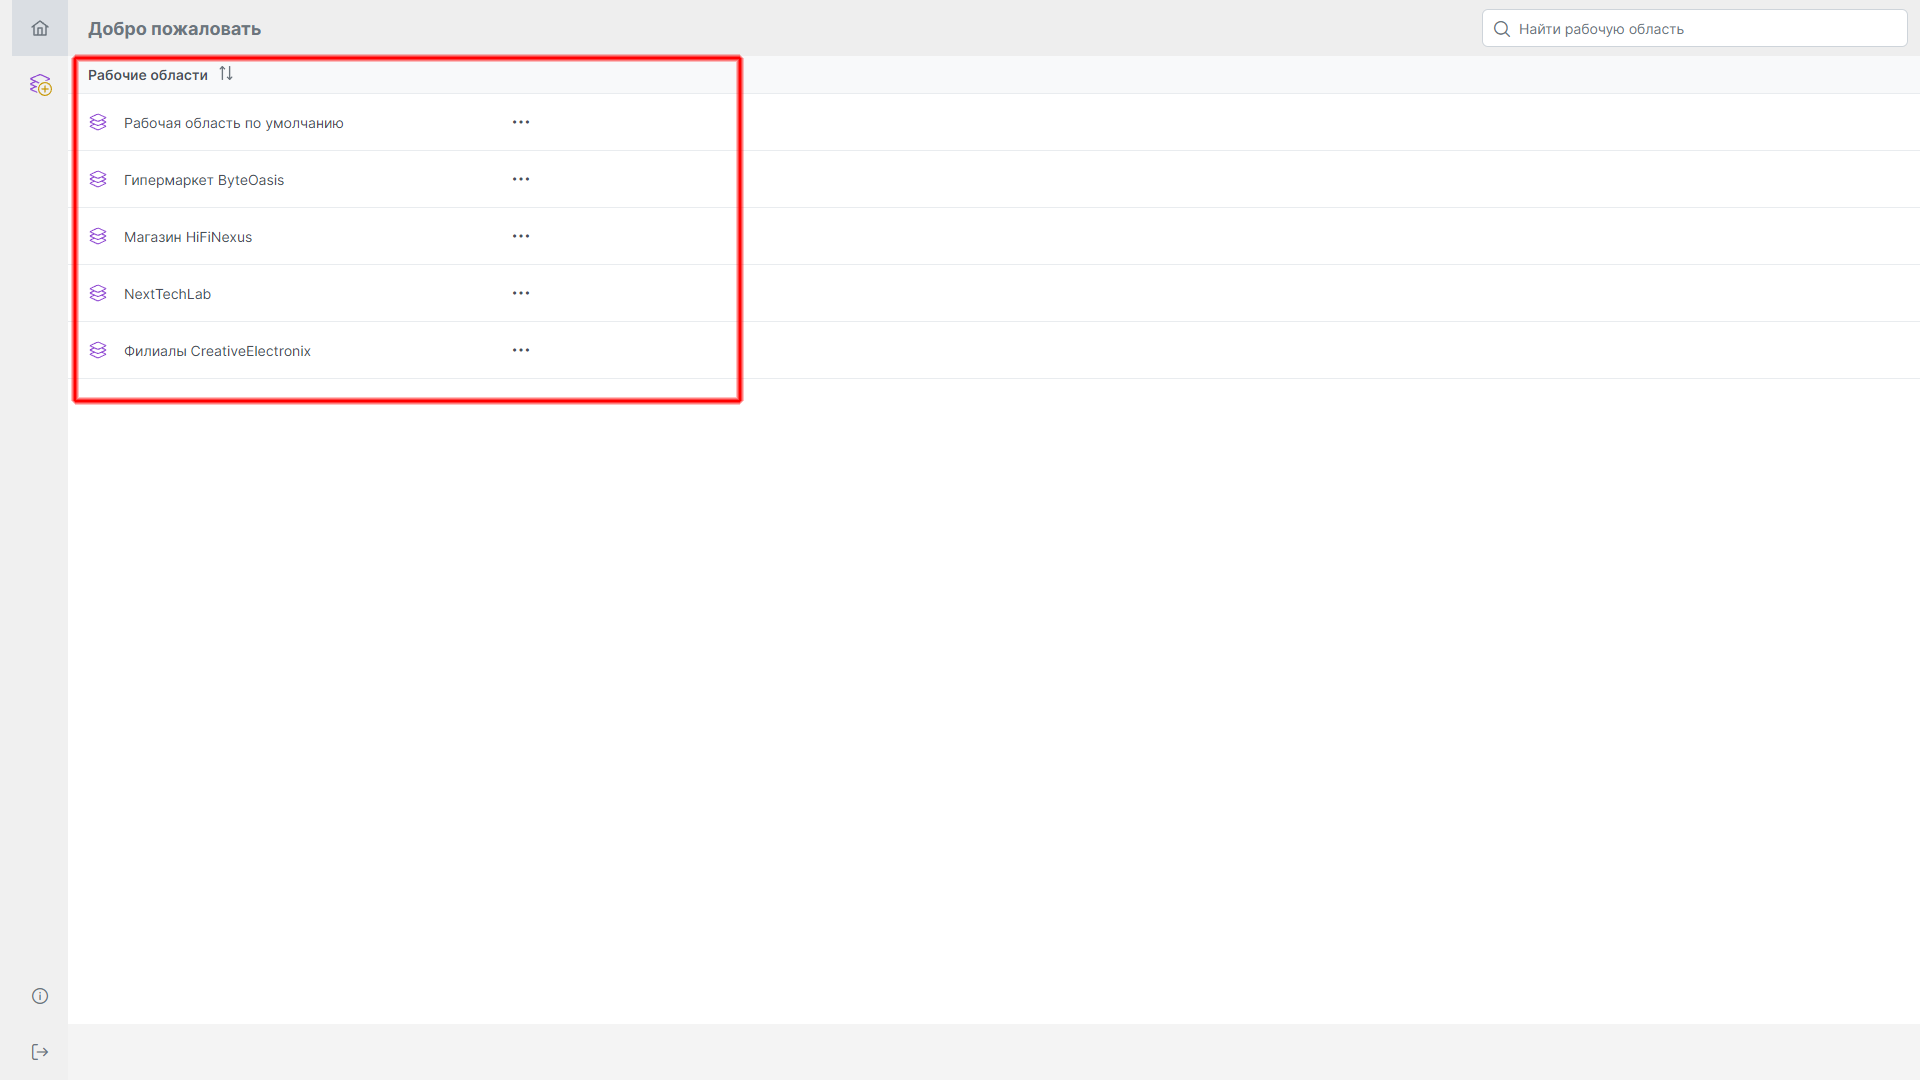 Добро пожаловать
Найти рабочую область
Рабочие области
Рабочая область по умолчанию
Гипермаркет ByteOasis
Магазин HiFiNexus
NextTechLab
Филиалы CreativeElectronix